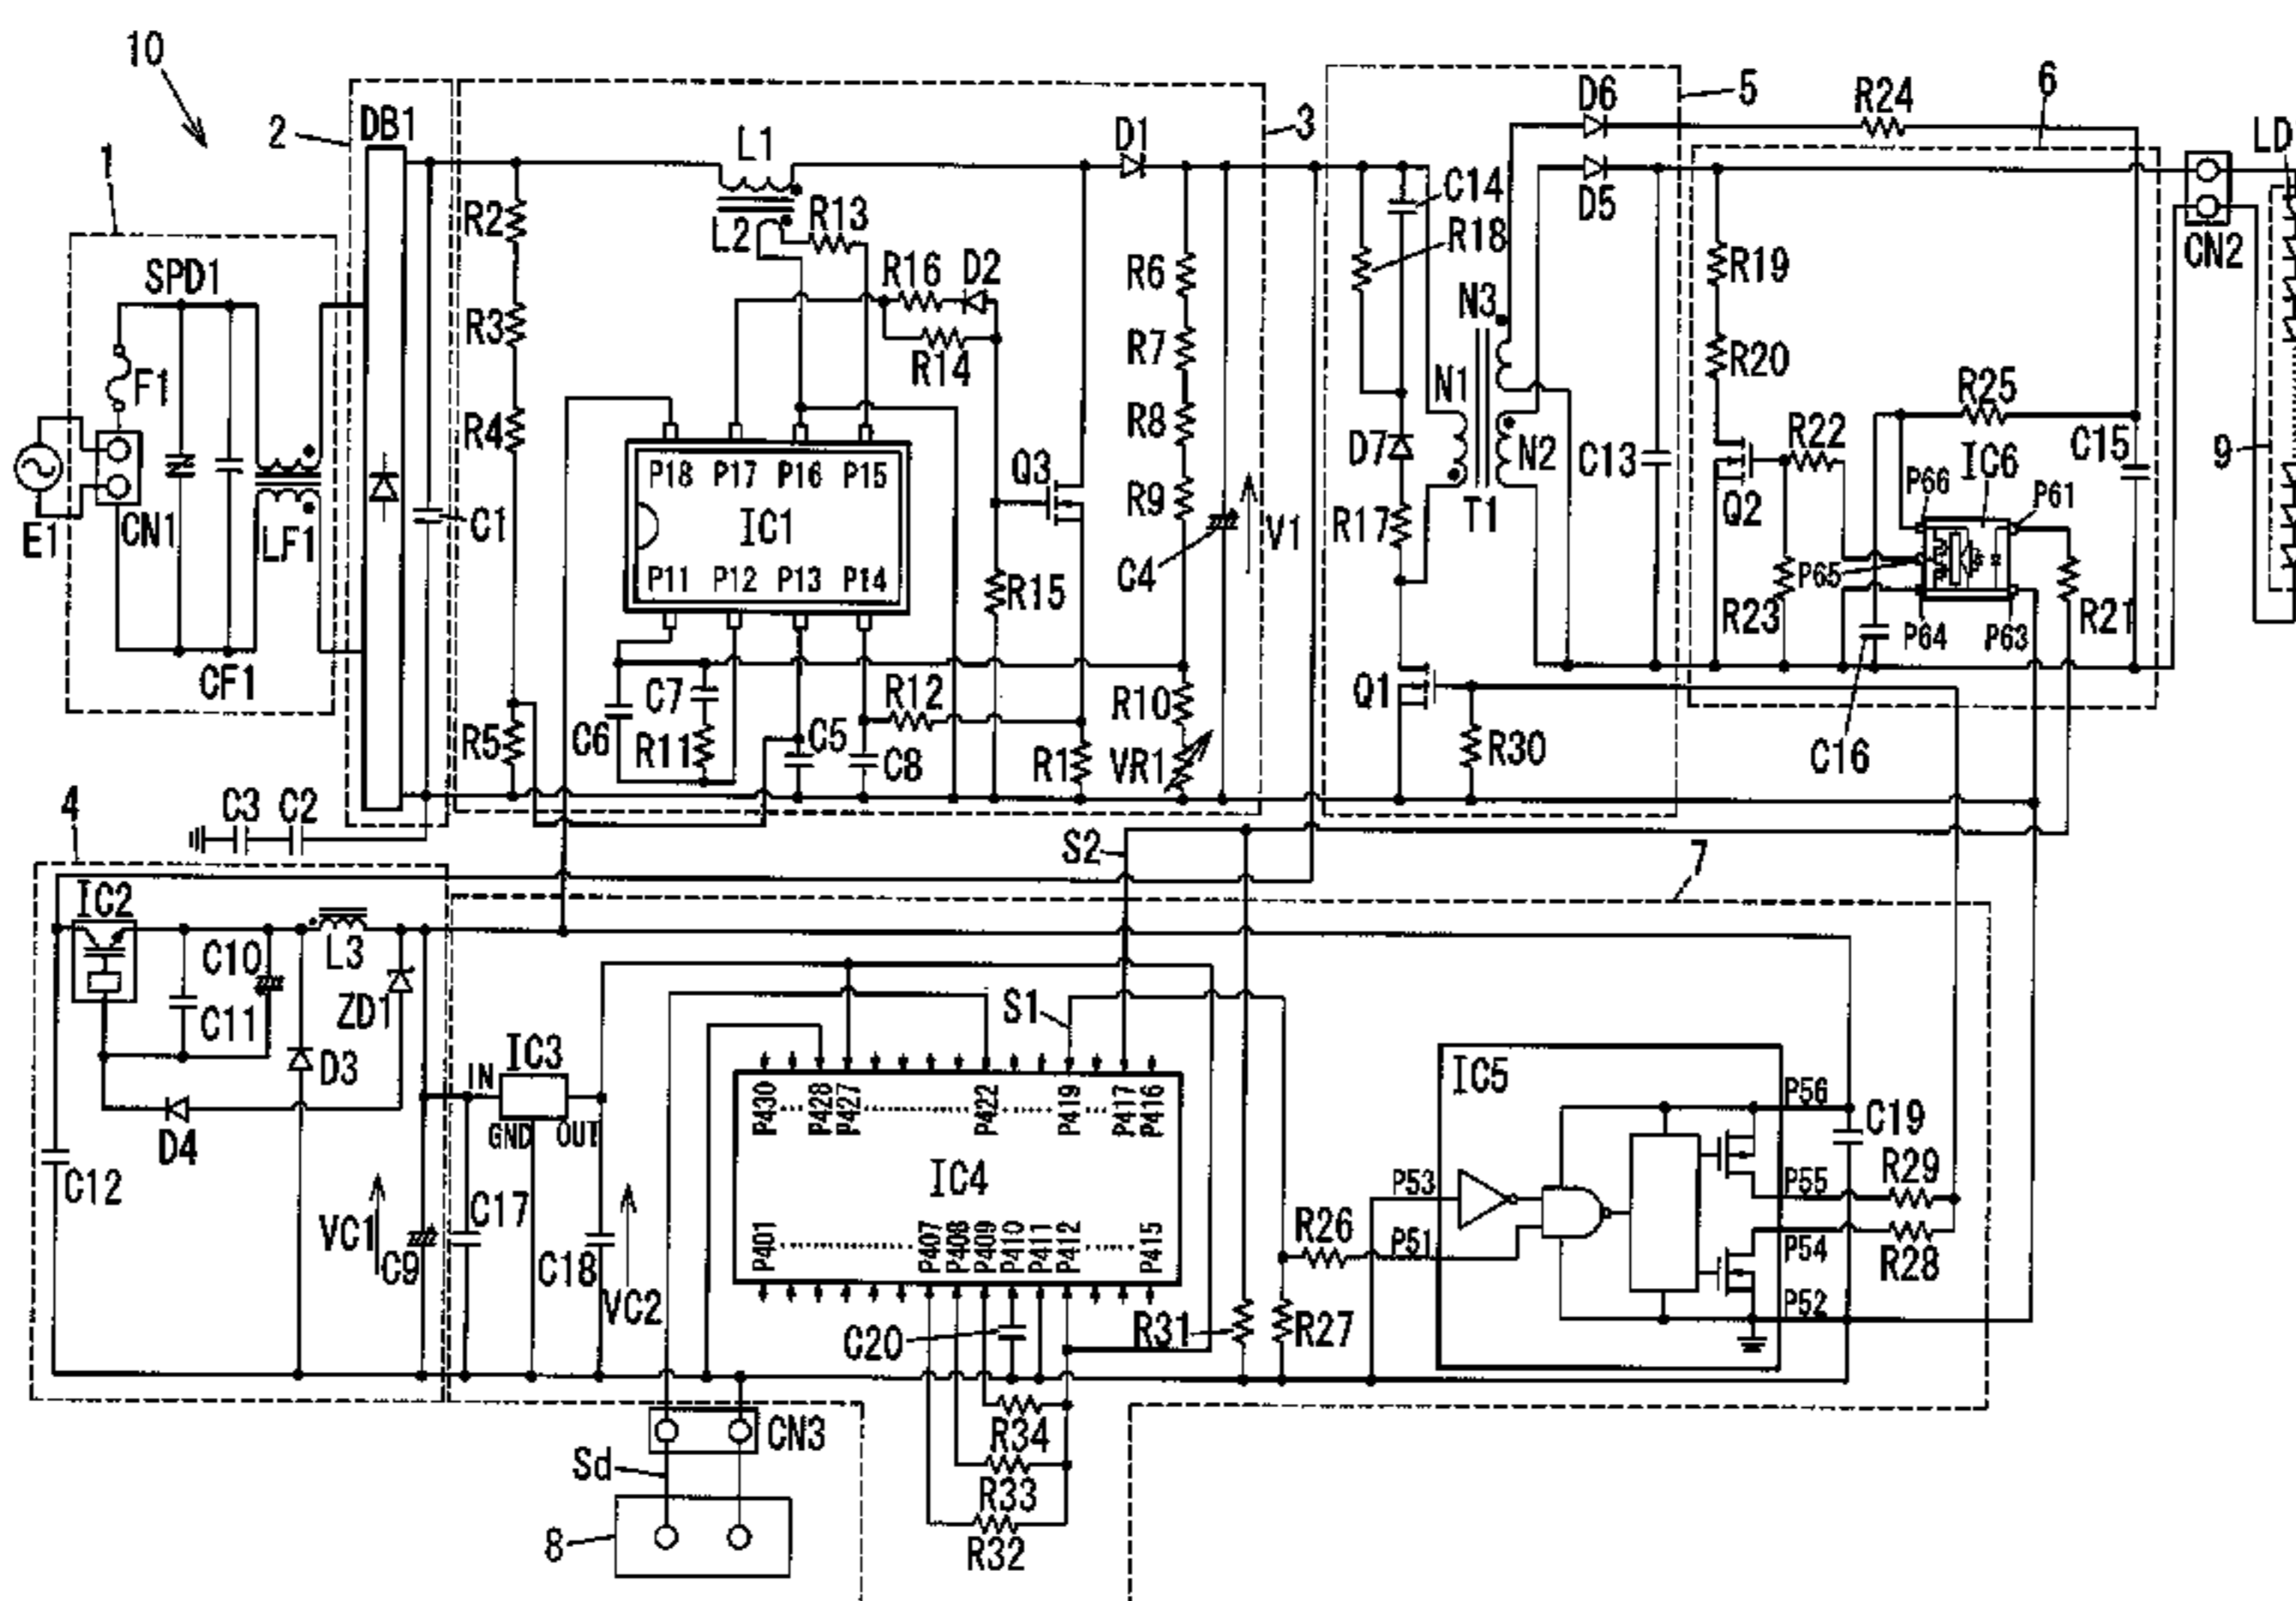 10
1
2
DB1
3
5
6
D6
R24
LD
L1
D1
D5
CN2
C14
R18
R2
L2
R13
R16
D2
R14
R6
R19
SPD1
R3
N3
R7
R20
R25
F1
R4
N1
R8
R22
C15
IC6
P66
P61
9
D7
N2
C13
P18 P17 P16 P15
Q3
R9
E1
CN1
LF1
C1
IC1
R17
T1
Q2
V1
C4
P65
P11 P12 P13 P14
R15
R23
P64
P63
R21
CF1
C7
R12
R10
Q1
C6
R11
R5
C5
C8
R1
VR1
R30
C16
4
C3
C2
S2
7
IC2
C10
L3
C11
ZD1
S1
D3
IN
IC3
GND
OUT
IC5
D4
P430
P428
P427
P422
P419
P417
P416
P56
C19
C12
IC4
P53
P55
R29
C17
VC1
C9
C18
VC2
P401
P407
P408
P409
P410
P411
P412
P415
R26
P51
P54
R28
P52
C20
R31
R27
CN3
R34
Sd
R33
8
R32